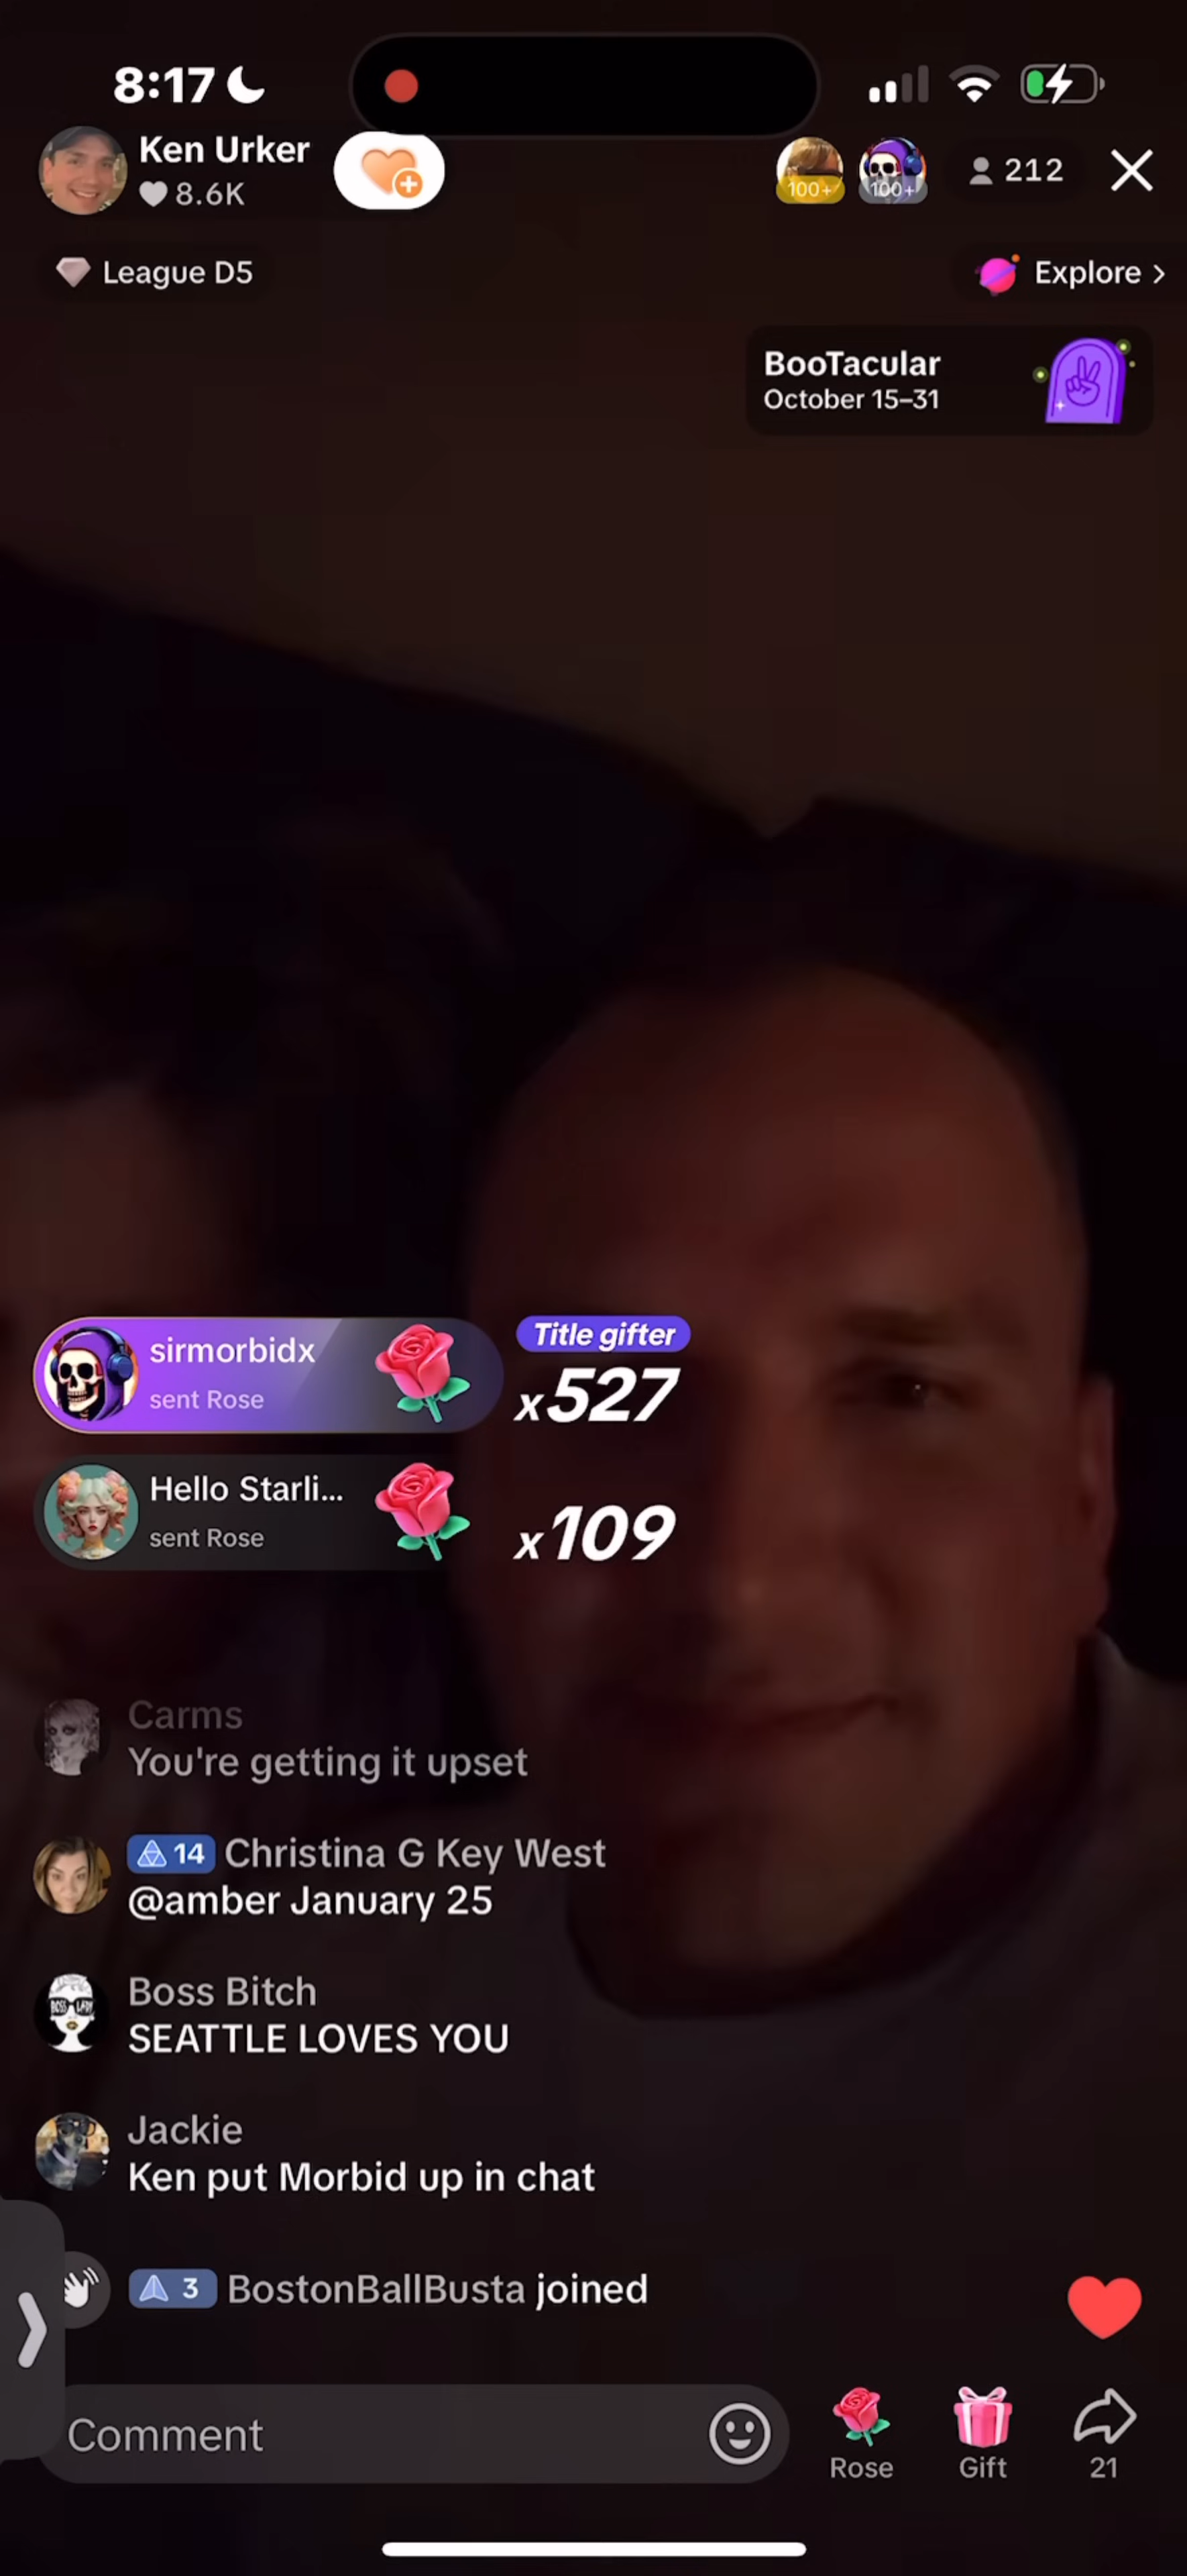 8:17
Ken Urker
8.6K
100+
100+
212
League D5
Explore >
BooTacular
October 15–31
Title gifter
sirmorbidx
sent Rose
x527
Hello Starli...
sent Rose
x109
Carms
You're getting it upset
14 Christina G Key West
@amber January 25
Boss Bitch
SEATTLE LOVES YOU
Jackie
Ken put Morbid up in chat
3 BostonBallBusta joined
Comment
Rose
Gift
21